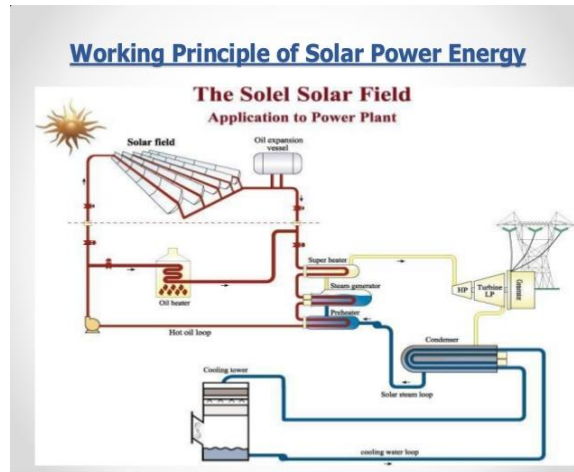 Working Principle of Solar Power Energy
The Solel Solar Field
Application to Power Plant
Solar field
Oil expansion
vessel
Super heater
Steam generator
Preheater
Oil heater
Hot oil loop
HP
Turbine
LP
Condenser
Solar steam loop
Cooling tower
cooling water loop